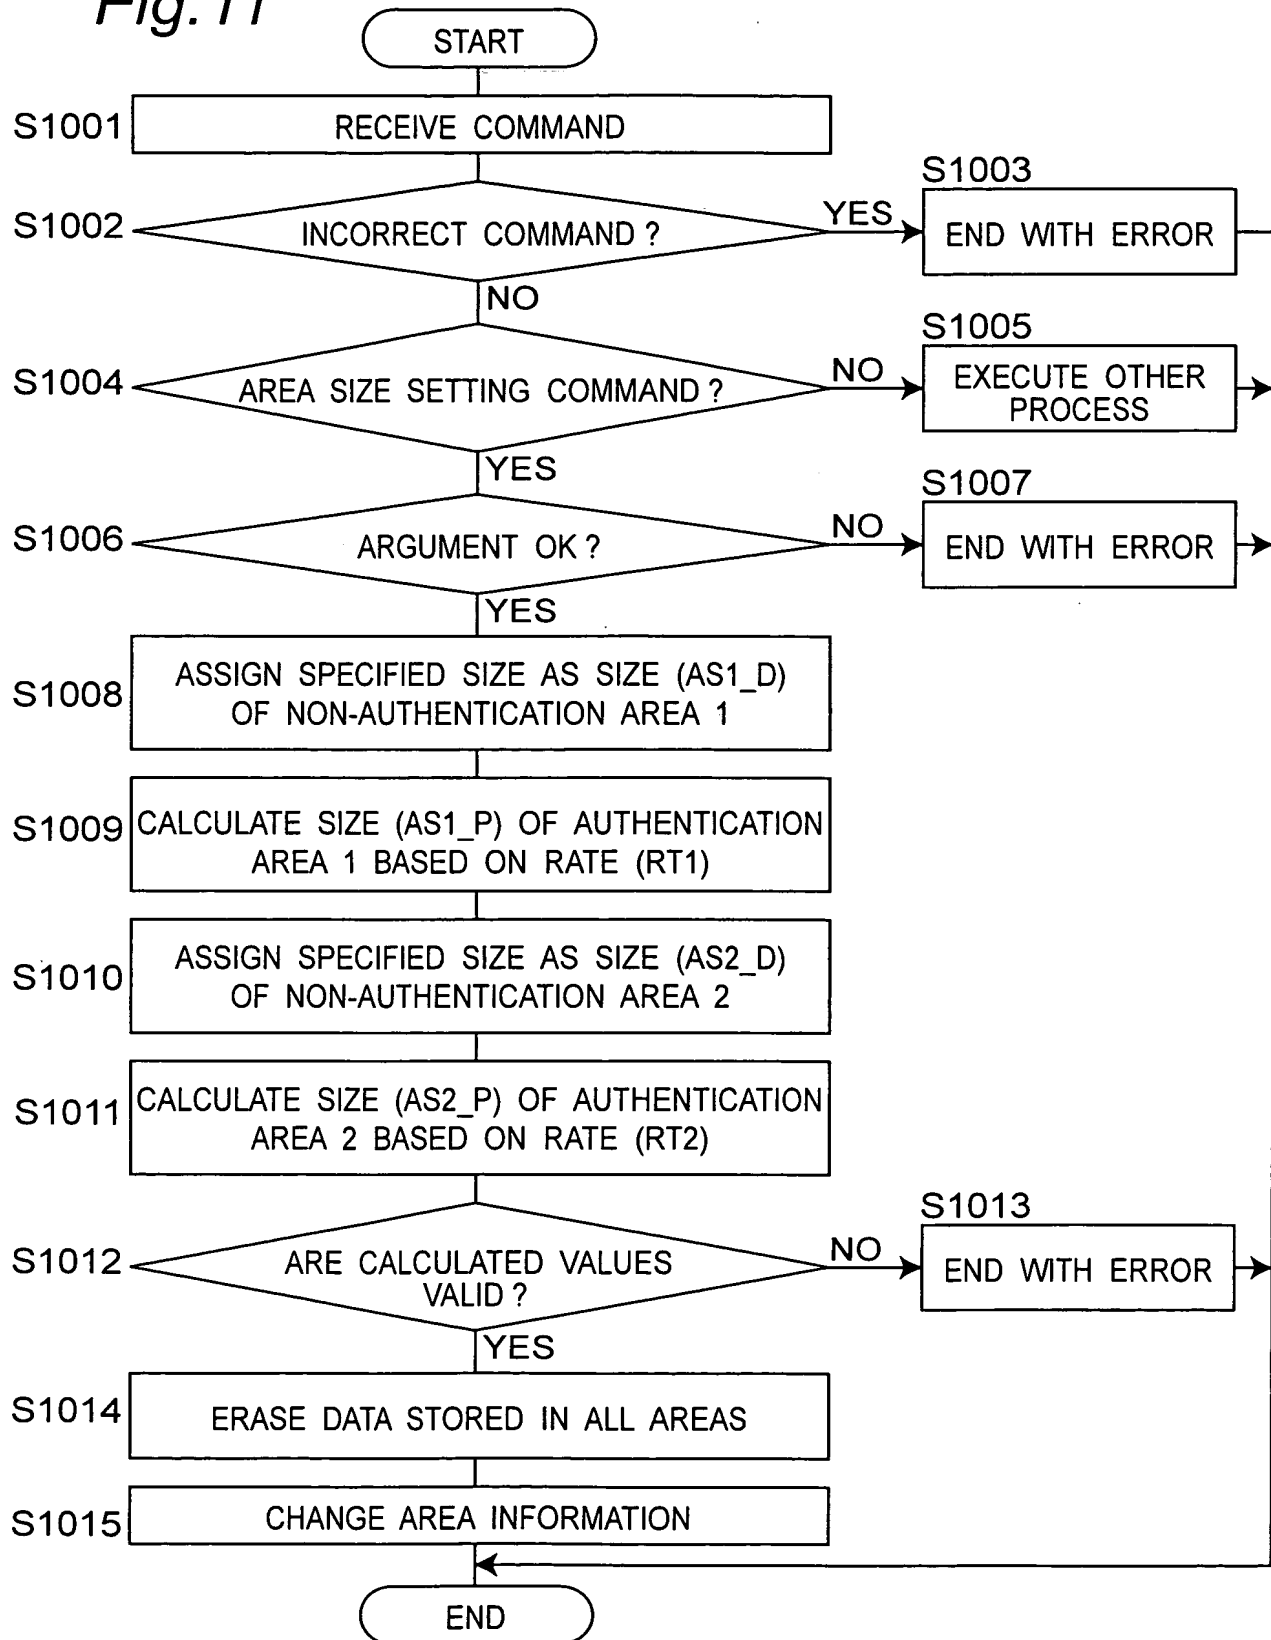 Fig. 11
START
S1001
RECEIVE COMMAND
S1002
INCORRECT COMMAND ?
YES
S1003
END WITH ERROR
NO
S1004
AREA SIZE SETTING COMMAND ?
NO
S1005
EXECUTE OTHER
PROCESS
YES
S1006
ARGUMENT OK ?
NO
S1007
END WITH ERROR
YES
S1008
ASSIGN SPECIFIED SIZE AS SIZE (AS1_D)
OF NON-AUTHENTICATION AREA 1
S1009
CALCULATE SIZE (AS1_P) OF AUTHENTICATION
AREA 1 BASED ON RATE (RT1)
S1010
ASSIGN SPECIFIED SIZE AS SIZE (AS2_D)
OF NON-AUTHENTICATION AREA 2
S1011
CALCULATE SIZE (AS2_P) OF AUTHENTICATION
AREA 2 BASED ON RATE (RT2)
S1012
ARE CALCULATED VALUES
VALID ?
NO
S1013
END WITH ERROR
YES
S1014
ERASE DATA STORED IN ALL AREAS
S1015
CHANGE AREA INFORMATION
END